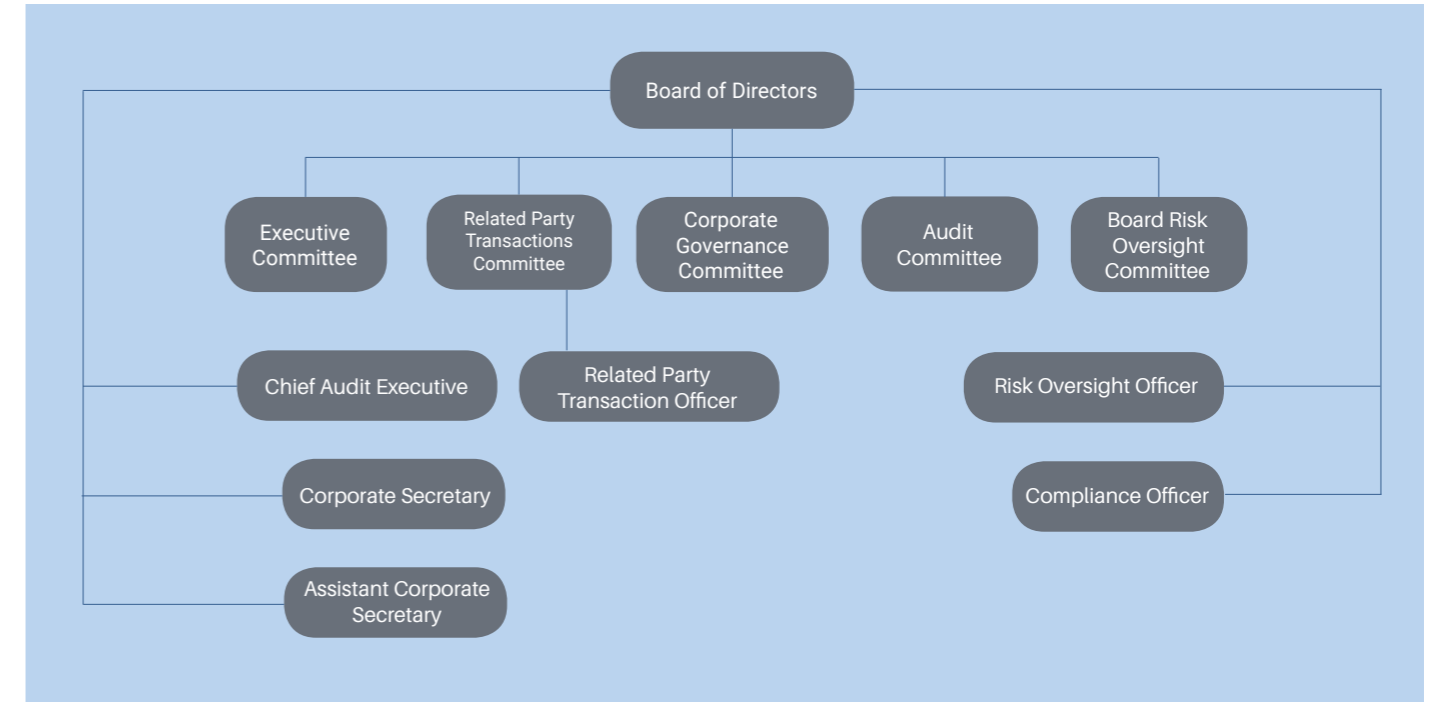 Board of Directors
Executive
Committee
Related Party
Transactions
Committee
Corporate
Governance
Committee
Audit
Committee
Board Risk
Oversight
Committee
Chief Audit Executive
Related Party
Transaction Officer
Risk Oversight Officer
Corporate Secretary
Compliance Officer
Assistant Corporate
Secretary